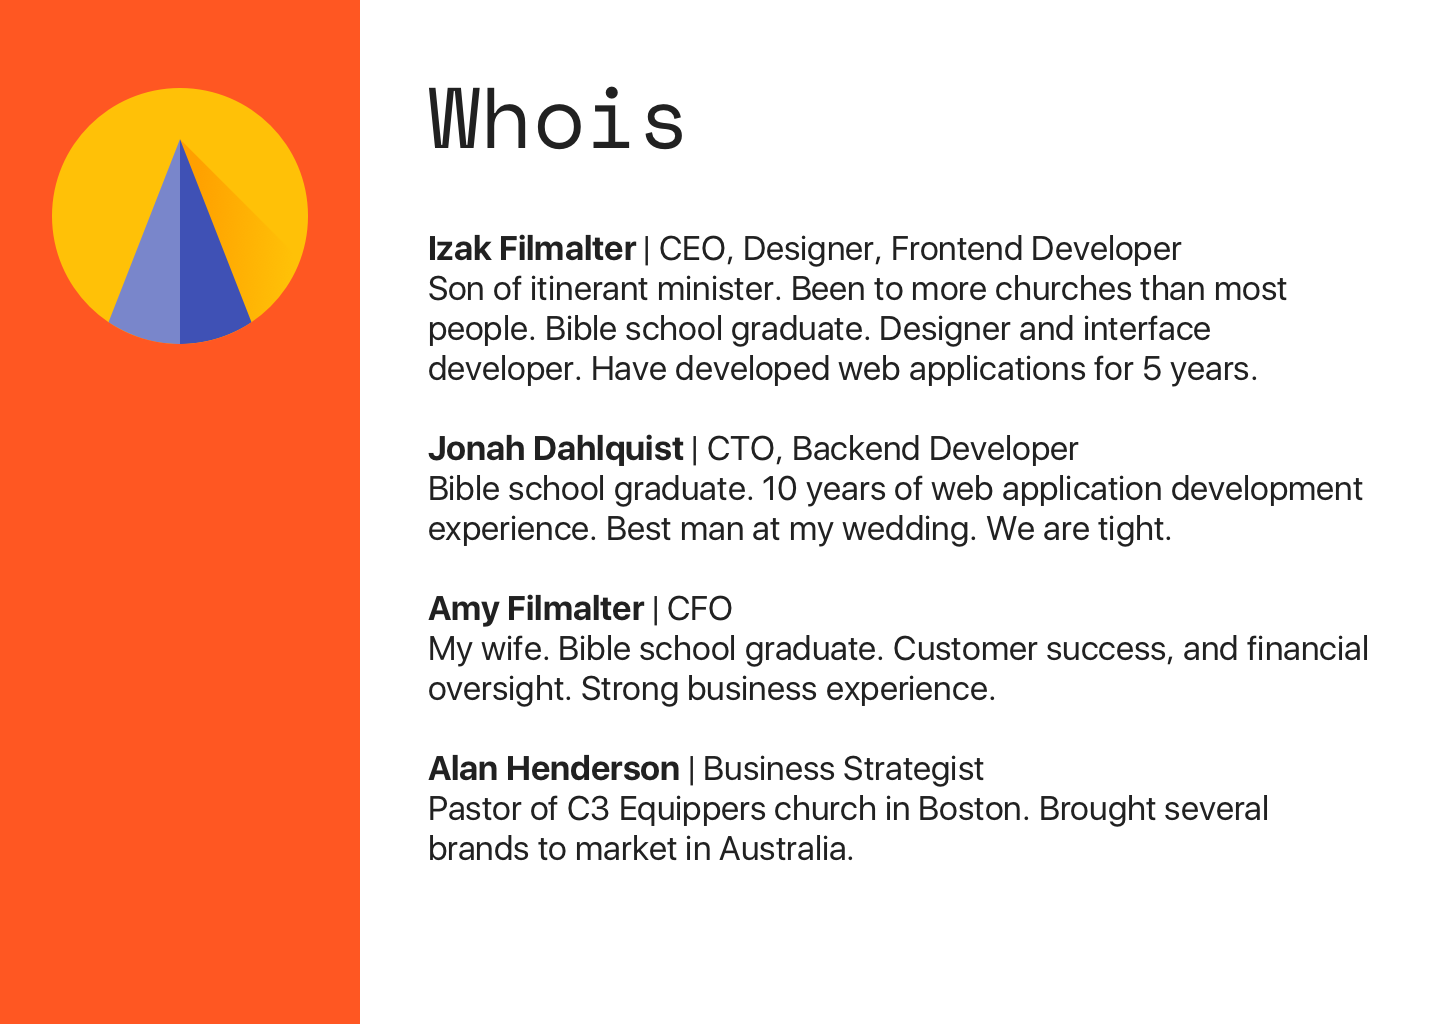 Whois
Izak Filmalter | CEO, Designer, Frontend Developer
Son of itinerant minister. Been to more churches than most
people. Bible school graduate. Designer and interface
developer. Have developed web applications for 5 years.
Jonah Dahlquist | CTO, Backend Developer
Bible school graduate. 10 years of web application development
experience. Best man at my wedding. We are tight.
Amy Filmalter | CFO
My wife. Bible school graduate. Customer success, and financial
oversight. Strong business experience.
Alan Henderson | Business Strategist
Pastor of C3 Equippers church in Boston. Brought several
brands to market in Australia.